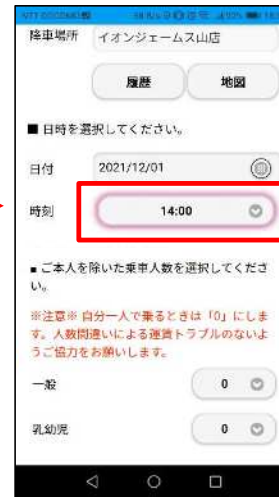 降車場所 イオンジェームス山店
履歴 地図
■ 日時を選択してください。
日付 2021/12/01
時刻 14:00
■ ご本人を除いた乗車人数を選択してくださ
い。
※注意※ 自分一人で乗るときは「0」にしま
す。人数間違いによる運賃トラブルのないよ
うご協力をお願いします。
一般 0
乳幼児 0